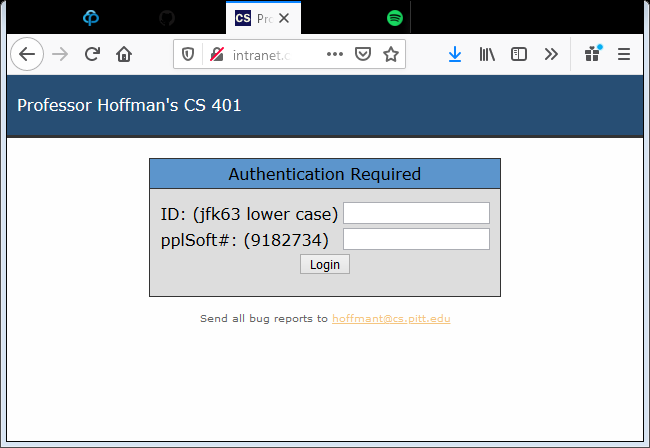 CS Pro
intranet.c
Professor Hoffman's CS 401
Authentication Required
ID: (jfk63 lower case)
pplSoft#: (9182734)
Login
Send all bug reports to hoffmant@cs.pitt.edu